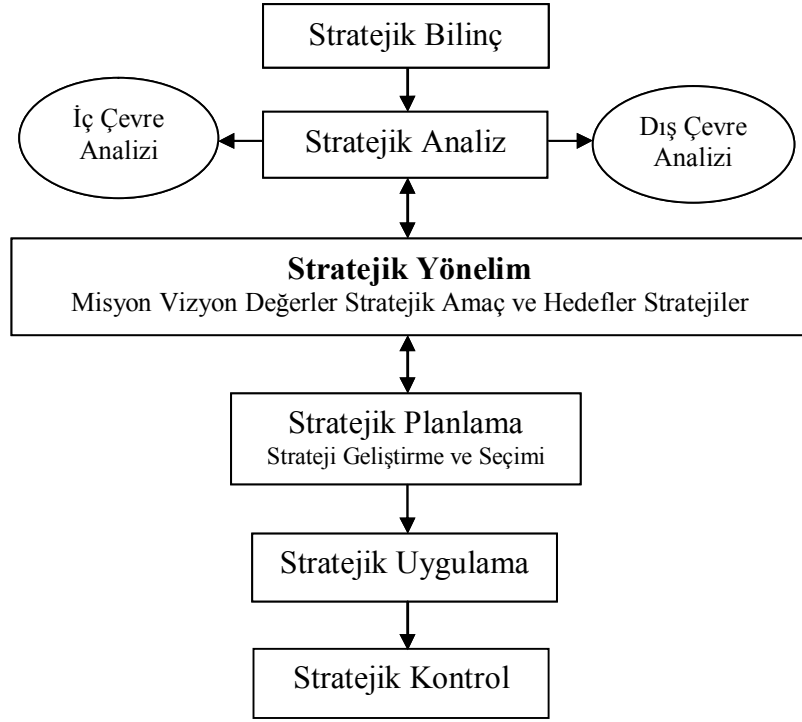 Stratejik Bilinç
İç Çevre
Analizi
Stratejik Analiz
Dış Çevre
Analizi
Stratejik Yönelim
Misyon Vizyon Değerler Stratejik Amaç ve Hedefler Stratejiler
Stratejik Planlama
Strateji Geliştirme ve Seçimi
Stratejik Uygulama
Stratejik Kontrol